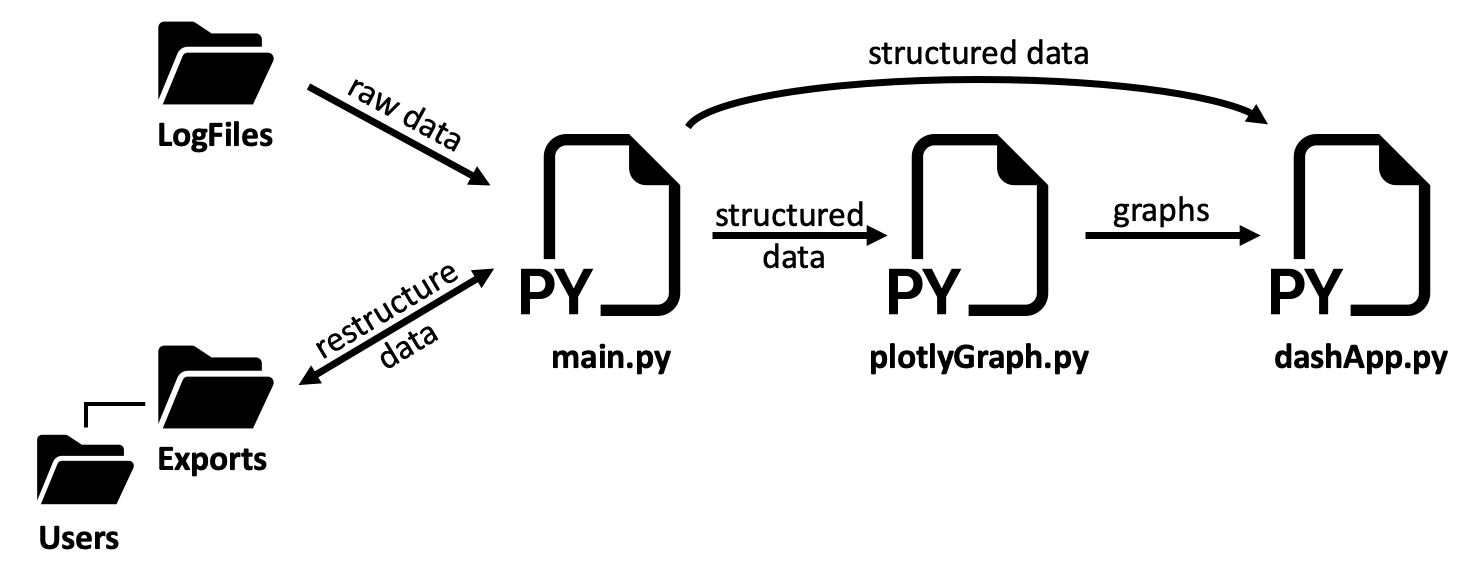 structured data
raw data
LogFiles
structured
data
graphs
restructure
data
PY
PY
PY
main.py
plotlyGraph.py
dashApp.py
Exports
Users